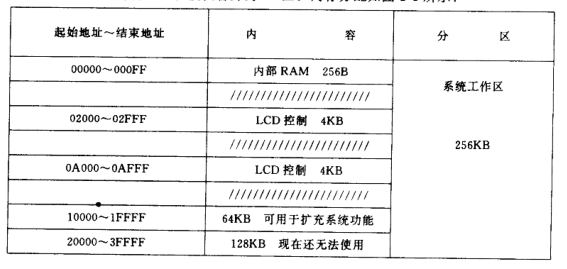 起始地址～结束地址 内 容 分 区
00000～000FF 内部 RAM 256B 系统工作区
////////////////////////
02000～02FFF LCD 控制 4KB
//////////////////////// 256KB
0A000～0AFFF LCD 控制 4KB
////////////////////////
10000～1FFFF 64KB 可用于扩充系统功能
20000～3FFFF 128KB 现在还无法使用